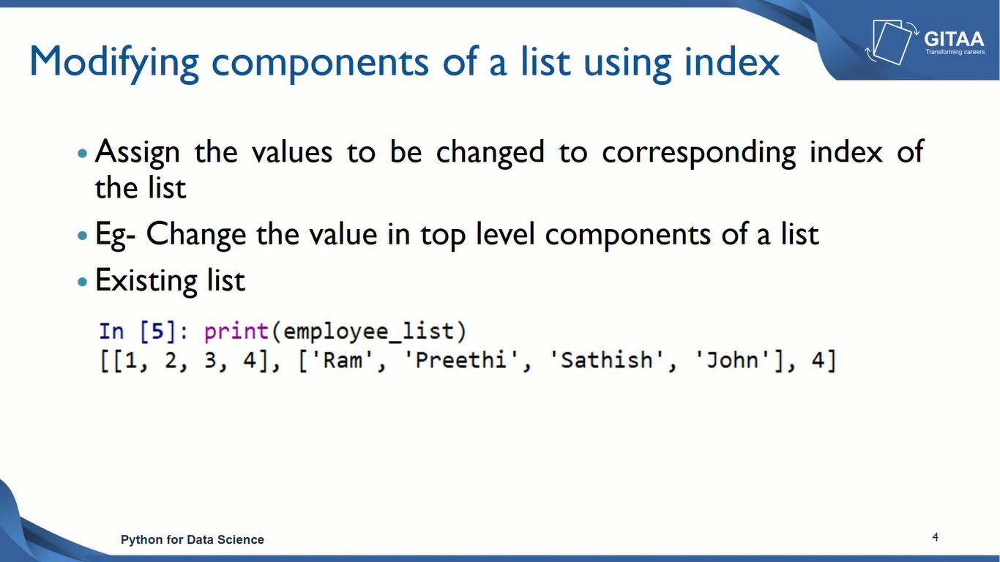 GITAA
Transforming careers
Modifying components of a list using index
Assign the values to be changed to corresponding index of
the list
Eg- Change the value in top level components of a list
Existing list
In [5]: print(employee_list)
[[1, 2, 3, 4], ['Ram', 'Preethi', 'Sathish', 'John'], 4]
Python for Data Science
4